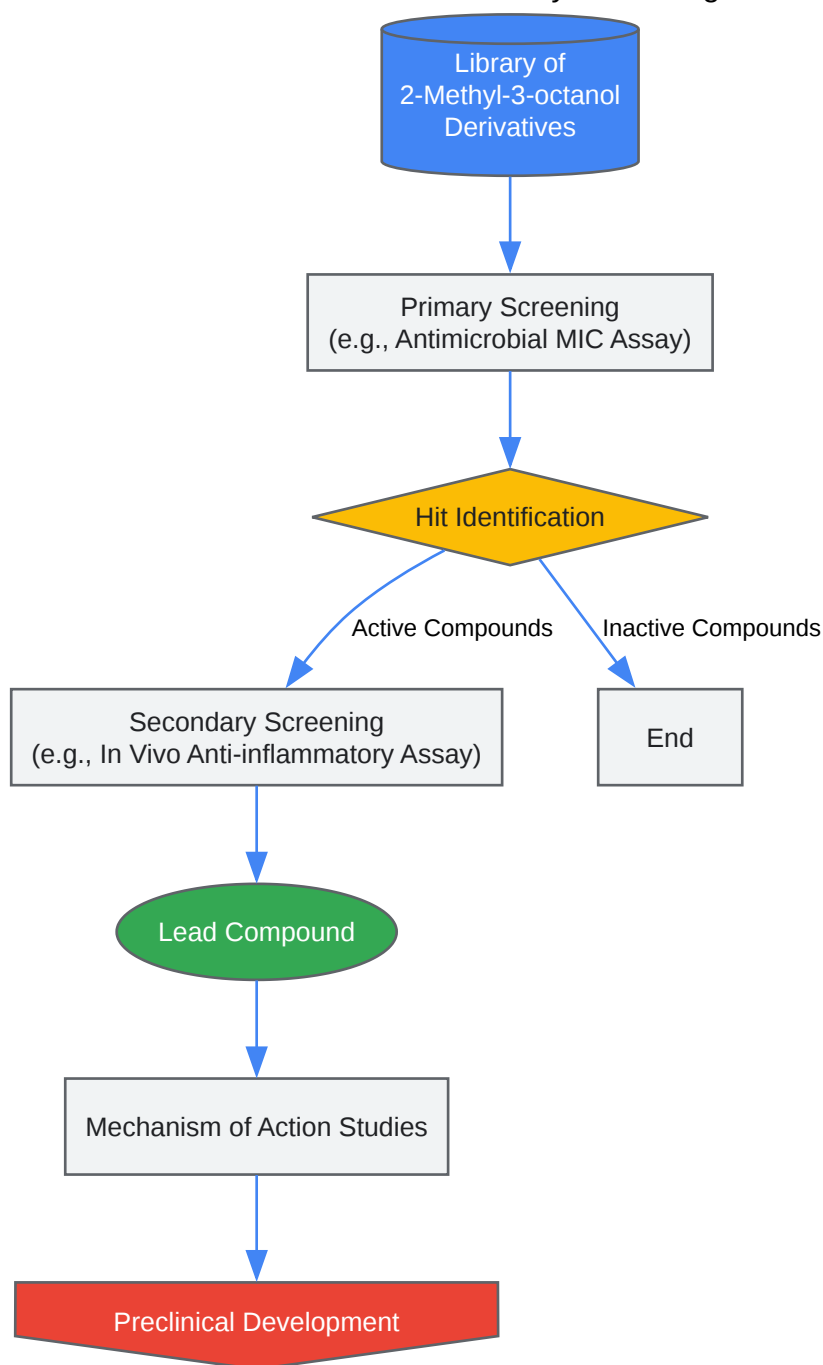 Library of
2-Methyl-3-octanol
Derivatives
Primary Screening
(e.g., Antimicrobial MIC Assay)
Hit Identification
Active Compounds
Inactive Compounds
Secondary Screening
(e.g., In Vivo Anti-inflammatory Assay)
End
Lead Compound
Mechanism of Action Studies
Preclinical Development